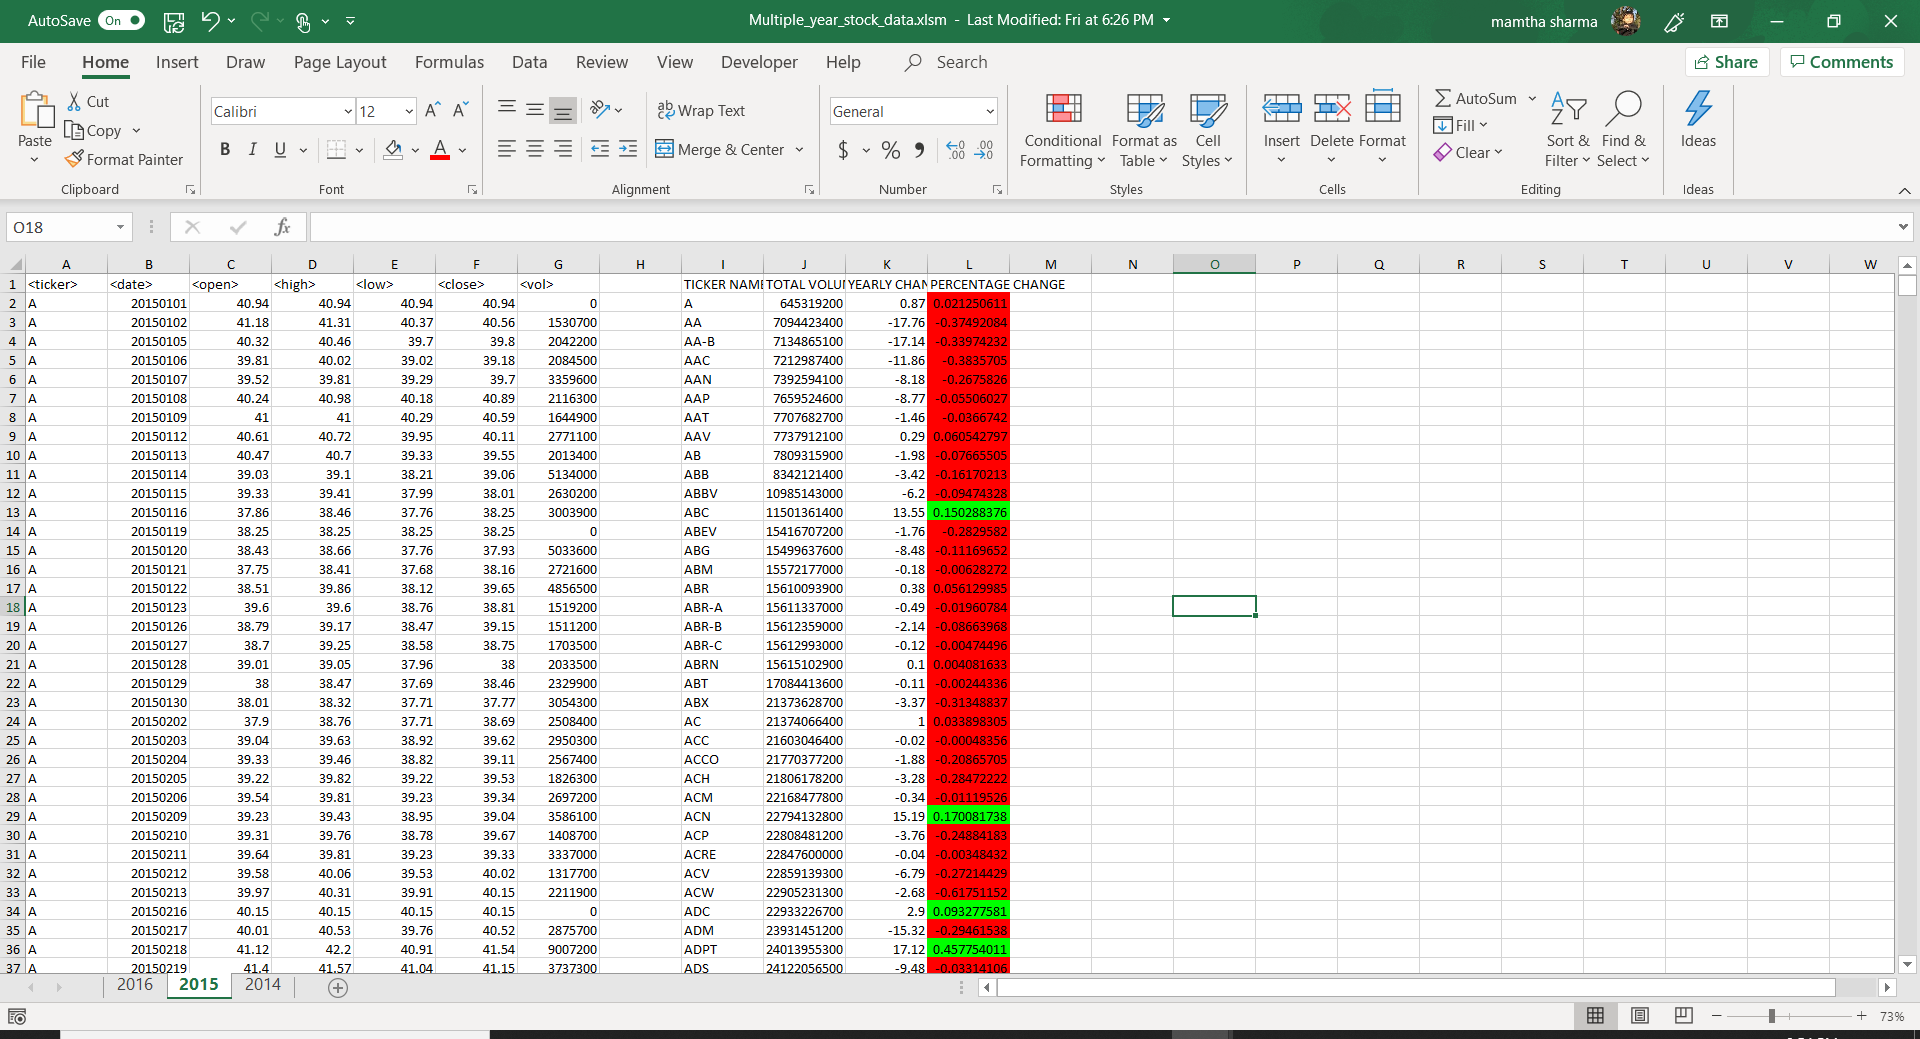 AutoSave On Multiple_year_stock_data.xlsm - Last Modified: Fri at 6:26 PM mamtha sharma
File Home Insert Draw Page Layout Formulas Data Review View Developer Help Search Share Comments
Paste Cut Copy Format Painter Calibri 12 Wrap Text Merge & Center General Conditional Formatting Format as Table Cell Styles Insert Delete Format AutoSum Fill Clear Sort & Filter Find & Select Ideas
Clipboard Font Alignment Number Styles Cells Editing Ideas
O18 fx
A B C D E F G H I J K L M N O P Q R S T U V W
1 <ticker> <date> <open> <high> <low> <close> <vol> TICKER NAME TOTAL VOLU YEARLY CHAN PERCENTAGE CHANGE
2 A 20150101 40.94 40.94 40.94 40.94 0 A 645319200 0.87 0.021250611
3 A 20150102 41.18 41.31 40.37 40.56 1530700 AA 7094423400 -17.76 -0.37492084
4 A 20150105 40.32 40.46 39.7 39.8 2042200 AA-B 7134865100 -17.14 -0.33974232
5 A 20150106 39.81 40.02 39.02 39.18 2084500 AAC 7212987400 -11.86 -0.3835705
6 A 20150107 39.52 39.81 39.29 39.7 3359600 AAN 7392594100 -8.18 -0.2675826
7 A 20150108 40.24 40.98 40.18 40.89 2116300 AAP 7659524600 -8.77 -0.05506027
8 A 20150109 41 41 40.29 40.59 1644900 AAT 7707682700 -1.46 -0.0366742
9 A 20150112 40.61 40.72 39.95 40.11 2771100 AAV 7737912100 0.29 0.060542797
10 A 20150113 40.47 40.7 39.33 39.55 2013400 AB 7809315900 -1.98 -0.07665505
11 A 20150114 39.03 39.1 38.21 39.06 5134000 ABB 8342121400 -3.42 -0.16170213
12 A 20150115 39.33 39.41 37.99 38.01 2630200 ABBV 10985143000 -6.2 -0.09474328
13 A 20150116 37.86 38.46 37.76 38.25 3003900 ABC 11501361400 13.55 0.150288376
14 A 20150119 38.25 38.25 38.25 38.25 0 ABEV 15416707200 -1.76 -0.2829582
15 A 20150120 38.43 38.66 37.76 37.93 5033600 ABG 15499637600 -8.48 -0.11169652
16 A 20150121 37.75 38.41 37.68 38.16 2721600 ABM 15572177000 -0.18 -0.00628272
17 A 20150122 38.51 39.86 38.12 39.65 4856500 ABR 15610093900 0.38 0.056129985
18 A 20150123 39.6 39.6 38.76 38.81 1519200 ABR-A 15611337000 -0.49 -0.01960784
19 A 20150126 38.79 39.17 38.47 39.15 1511200 ABR-B 15612359000 -2.14 -0.08663968
20 A 20150127 38.7 39.25 38.58 38.75 1703500 ABR-C 15612993000 -0.12 -0.00474496
21 A 20150128 39.01 39.05 37.96 38 2033500 ABRN 15615102900 0.1 0.004081633
22 A 20150129 38 38.47 37.69 38.46 2329900 ABT 17084413600 -0.11 -0.00244336
23 A 20150130 38.01 38.32 37.71 37.77 3054300 ABX 21373628700 -3.37 -0.31348837
24 A 20150202 37.9 38.76 37.71 38.69 2508400 AC 21374066400 1 0.033898305
25 A 20150203 39.04 39.63 38.92 39.62 2950300 ACC 21603046400 -0.02 -0.00048356
26 A 20150204 39.33 39.46 38.82 39.11 2567400 ACCO 21770377200 -1.88 -0.20865705
27 A 20150205 39.22 39.82 39.22 39.53 1826300 ACH 21806178200 -3.28 -0.28472222
28 A 20150206 39.54 39.81 39.23 39.34 2697200 ACM 22168477800 -0.34 -0.01119526
29 A 20150209 39.23 39.43 38.95 39.04 3586100 ACN 22794132800 15.19 0.170081738
30 A 20150210 39.31 39.76 38.78 39.67 1408700 ACP 22808481200 -3.76 -0.24884183
31 A 20150211 39.64 39.81 39.23 39.33 3337000 ACRE 22847600000 -0.04 -0.00348432
32 A 20150212 39.58 40.06 39.53 40.02 1317700 ACV 22859139300 -6.79 -0.27214429
33 A 20150213 39.97 40.31 39.91 40.15 2211900 ACW 22905231300 -2.68 -0.61751152
34 A 20150216 40.15 40.15 40.15 40.15 0 ADC 22933226700 2.9 0.093277581
35 A 20150217 40.01 40.53 39.76 40.52 2875700 ADM 23931451200 -15.32 -0.29461538
36 A 20150218 41.12 42.2 40.91 41.54 9007200 ADPT 24013955300 17.12 0.457754011
37 A 20150219 41.4 41.57 41.04 41.15 3737300 ADS 24122056500 -9.48 -0.03314106
2016 2015 2014
73%